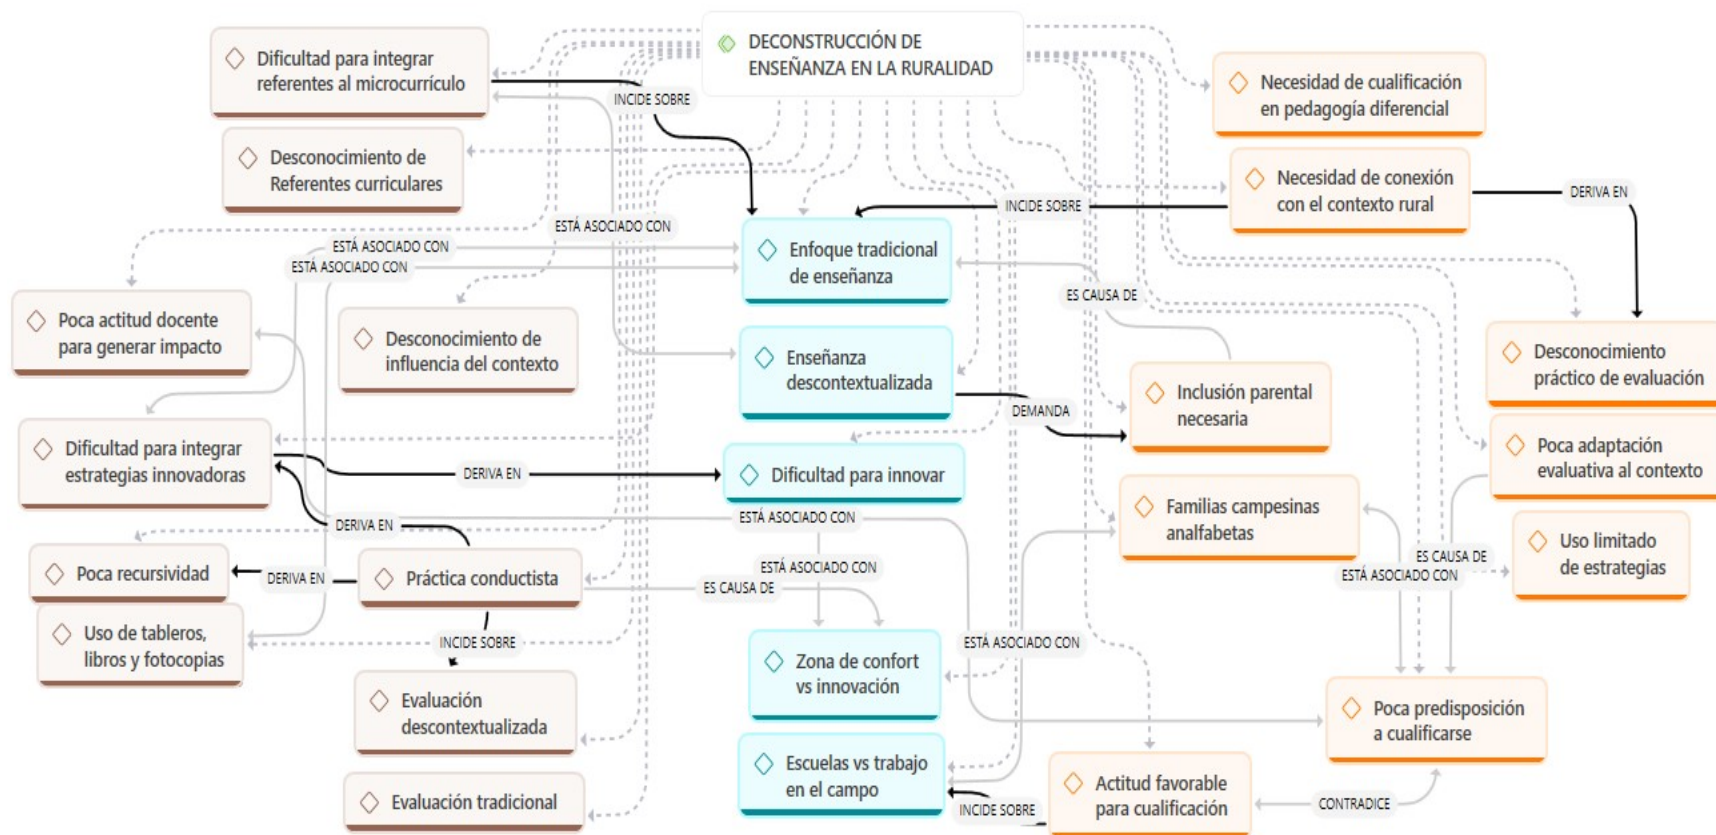 DECONSTRUCCIÓN DE
ENSEÑANZA EN LA RURALIDAD
Dificultad para integrar
referentes al microcurrículo
INCIDE SOBRE
Necesidad de cualificación
en pedagogía diferencial
Desconocimiento de
Referentes curriculares
Necesidad de conexión
con el contexto rural
DERIVA EN
INCIDE SOBRE
ESTÁ ASOCIADO CON
ESTÁ ASOCIADO CON
ESTÁ ASOCIADO CON
Enfoque tradicional
de enseñanza
ES CAUSA DE
Poca actitud docente
para generar impacto
Desconocimiento de
influencia del contexto
Enseñanza
descontextualizada
Desconocimiento
práctico de evaluación
Inclusión parental
necesaria
DEMANDA
Dificultad para integrar
estrategias innovadoras
DERIVA EN
Dificultad para innovar
Poca adaptación
evaluativa al contexto
Familias campesinas
analfabetas
ESTÁ ASOCIADO CON
DERIVA EN
Uso limitado
de estrategias
ES CAUSA DE
ESTÁ ASOCIADO CON
ESTÁ ASOCIADO CON
Poca recursividad
DERIVA EN
Práctica conductista
ES CAUSA DE
Uso de tableros,
libros y fotocopias
INCIDE SOBRE
ESTÁ ASOCIADO CON
Zona de confort
vs innovación
Evaluación
descontextualizada
Poca predisposición
a cualificarse
Escuelas vs trabajo
en el campo
Actitud favorable
para cualificación
Evaluación tradicional
INCIDE SOBRE
CONTRADICE